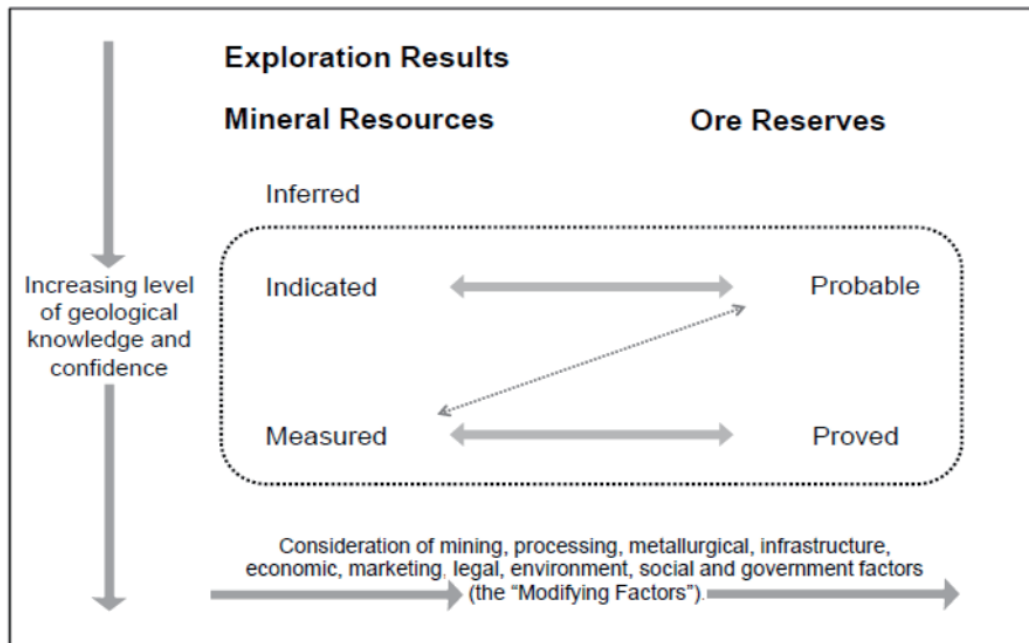 Exploration Results
Mineral Resources
Ore Reserves
Inferred
Increasing level
of geological
knowledge and
confidence
Indicated
Probable
Measured
Proved
Consideration of mining, processing, metallurgical, infrastructure,
economic, marketing, legal, environment, social and government factors
(the “Modifying Factors”).